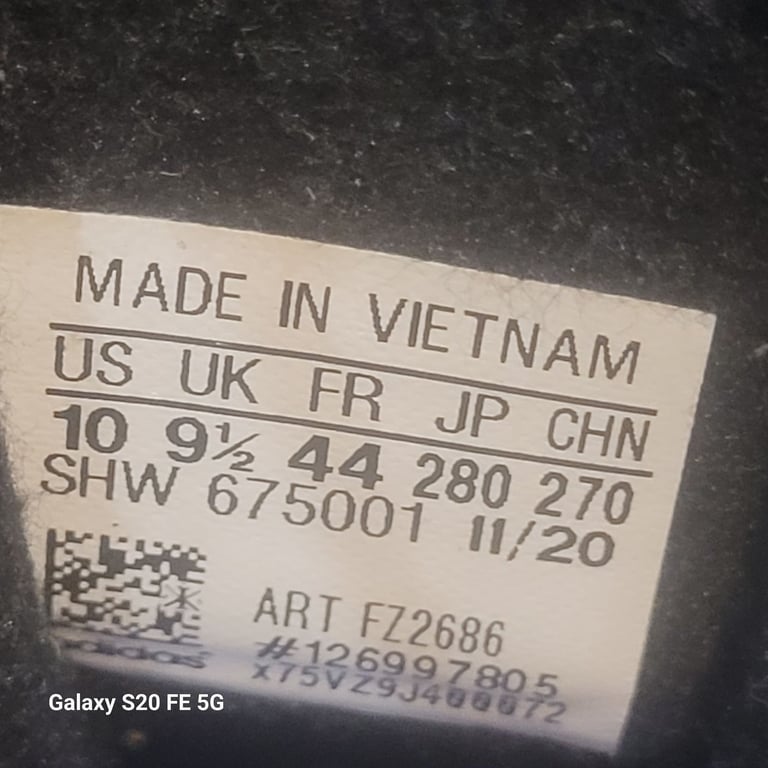 MADE IN VIETNAM
US UK FR JP CHN
10 9½ 44 280 270
SHW 675001 11/20
ART FZ2686
#126997805
X75VZ9J400072
adidas
Galaxy S20 FE 5G